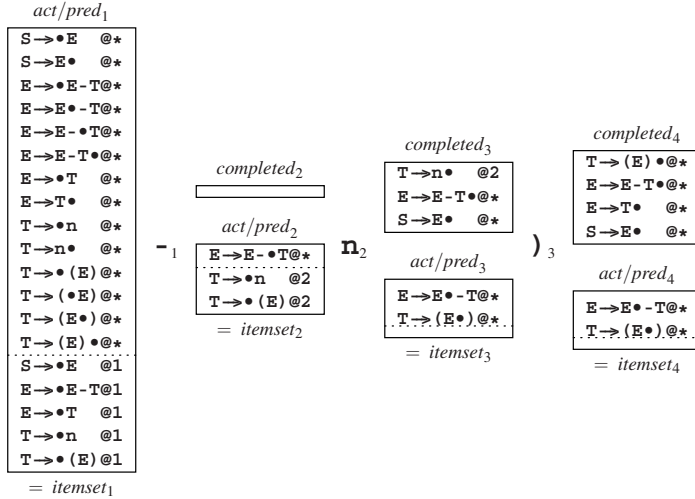 act/pred₁
S→•E @*
S→E• @*
E→•E-T@*
E→E•-T@*
E→E-•T@*
E→E-T•@*
E→•T @*
E→T• @*
T→•n @*
T→n• @*
T→•(E)@*
T→(•E)@*
T→(E•)@*
T→(E)•@*
S→•E @1
E→•E-T@1
E→•T @1
T→•n @1
T→•(E)@1
= itemset₁
-₁
completed₂
act/pred₂
E→E-•T@*
T→•n @2
T→•(E)@2
= itemset₂
n₂
completed₃
T→n• @2
E→E-T•@*
S→E• @*
act/pred₃
E→E•-T@*
T→(E•)@*
= itemset₃
)₃
completed₄
T→(E)•@*
E→E-T•@*
E→T• @*
S→E• @*
act/pred₄
E→E•-T@*
T→(E•)@*
= itemset₄